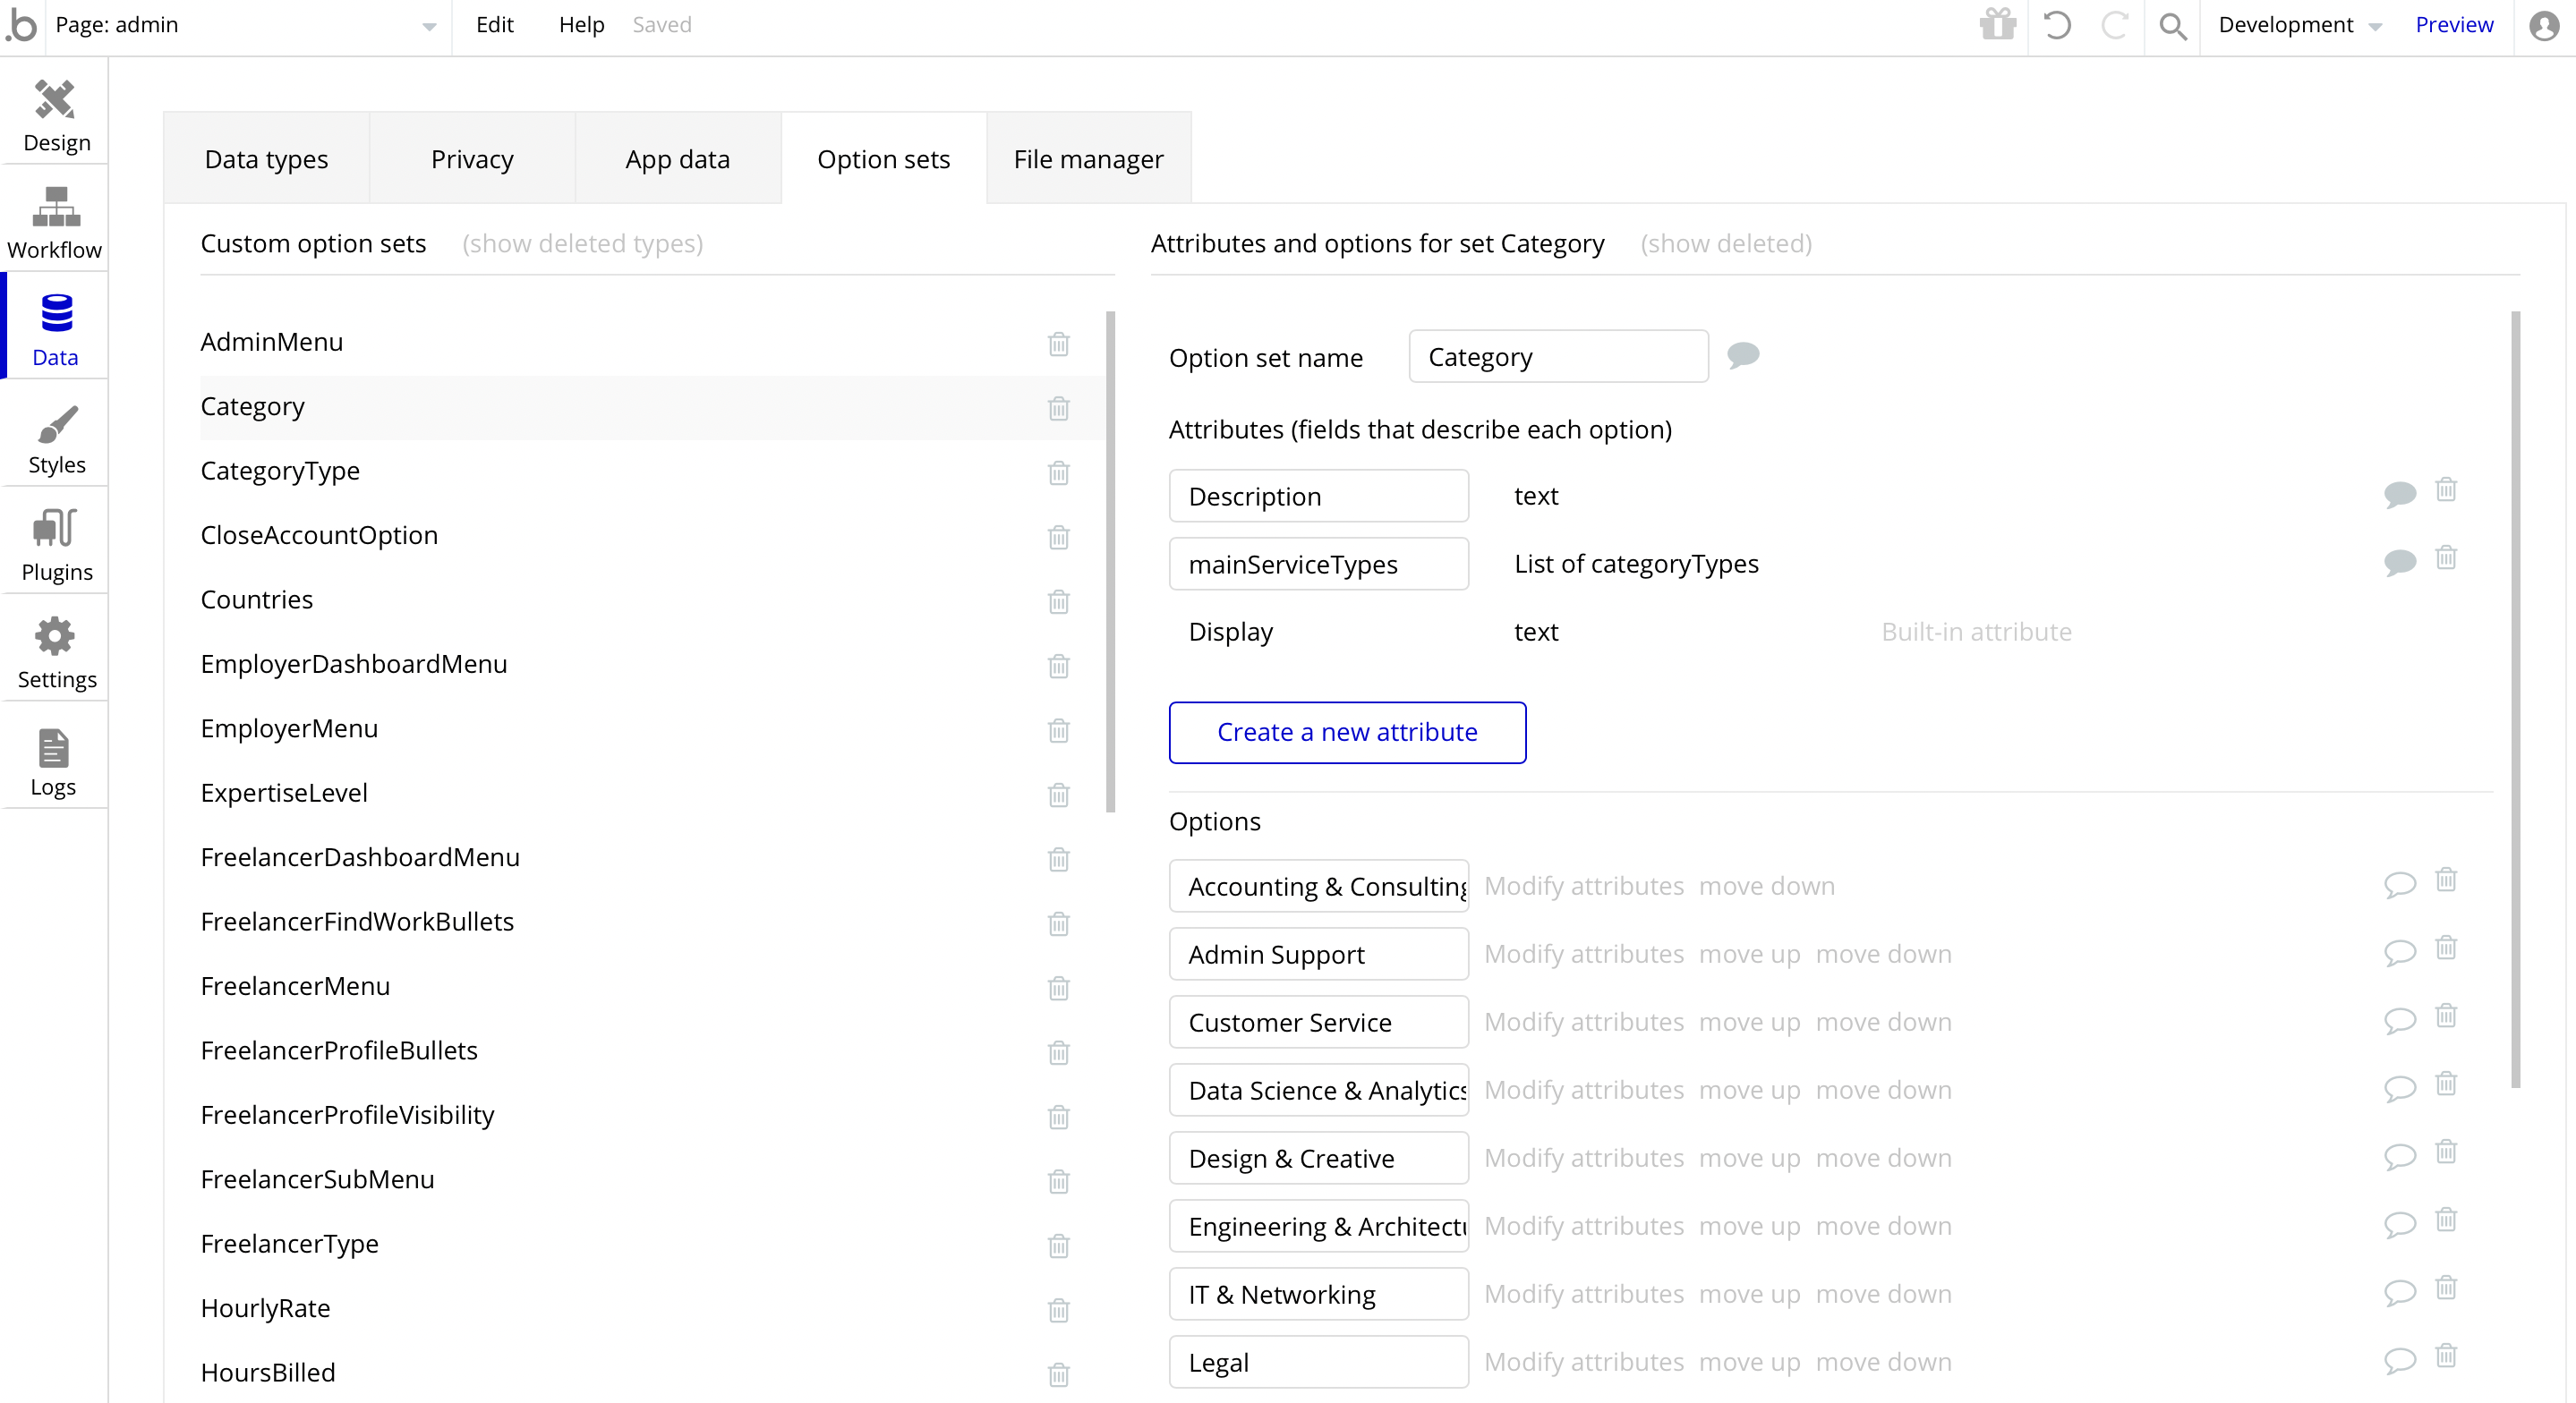 .b Page: admin Edit Help Saved Development Preview
Design
Workflow
Data
Styles
Plugins
Settings
Logs
Data types Privacy App data Option sets File manager
Custom option sets (show deleted types)
AdminMenu
Category
CategoryType
CloseAccountOption
Countries
EmployerDashboardMenu
EmployerMenu
ExpertiseLevel
FreelancerDashboardMenu
FreelancerFindWorkBullets
FreelancerMenu
FreelancerProfileBullets
FreelancerProfileVisibility
FreelancerSubMenu
FreelancerType
HourlyRate
HoursBilled
Attributes and options for set Category (show deleted)
Option set name Category
Attributes (fields that describe each option)
Description text
mainServiceTypes List of categoryTypes
Display text Built-in attribute
Create a new attribute
Options
Accounting & Consulting Modify attributes move down
Admin Support Modify attributes move up move down
Customer Service Modify attributes move up move down
Data Science & Analytics Modify attributes move up move down
Design & Creative Modify attributes move up move down
Engineering & Architectu Modify attributes move up move down
IT & Networking Modify attributes move up move down
Legal Modify attributes move up move down